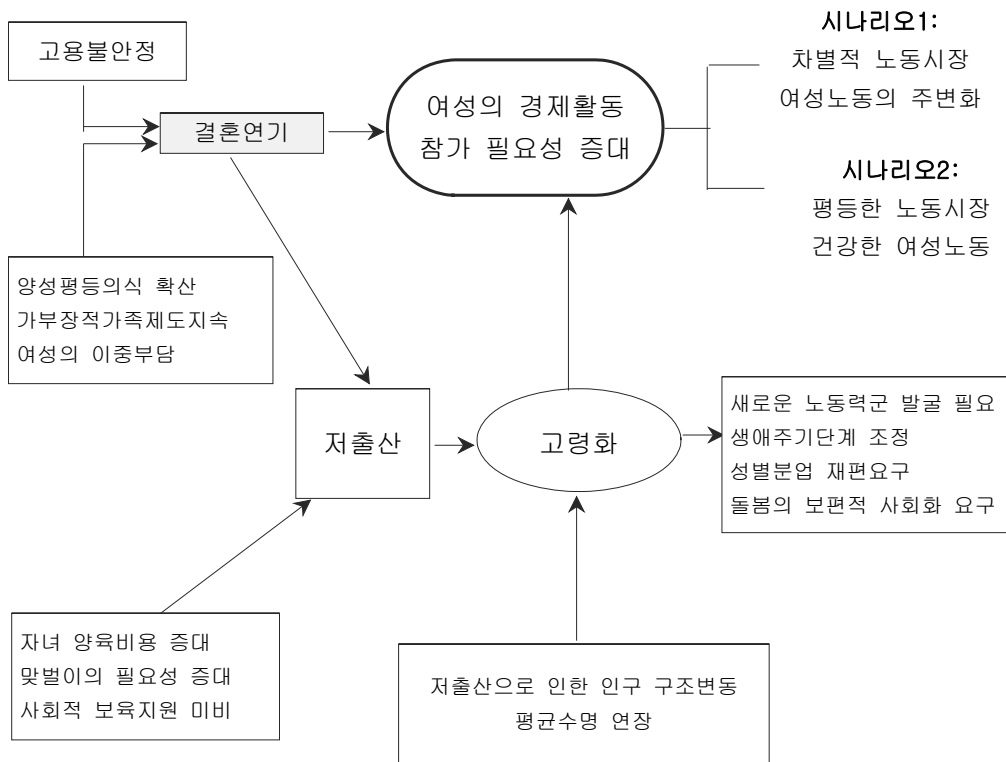 고용불안정
결혼연기
여성의 경제활동
참가 필요성 증대
시나리오1:
차별적 노동시장
여성노동의 주변화
시나리오2:
평등한 노동시장
건강한 여성노동
양성평등의식 확산
가부장적가족제도지속
여성의 이중부담
저출산
고령화
새로운 노동력군 발굴 필요
생애주기단계 조정
성별분업 재편요구
돌봄의 보편적 사회화 요구
자녀 양육비용 증대
맞벌이의 필요성 증대
사회적 보육지원 미비
저출산으로 인한 인구 구조변동
평균수명 연장